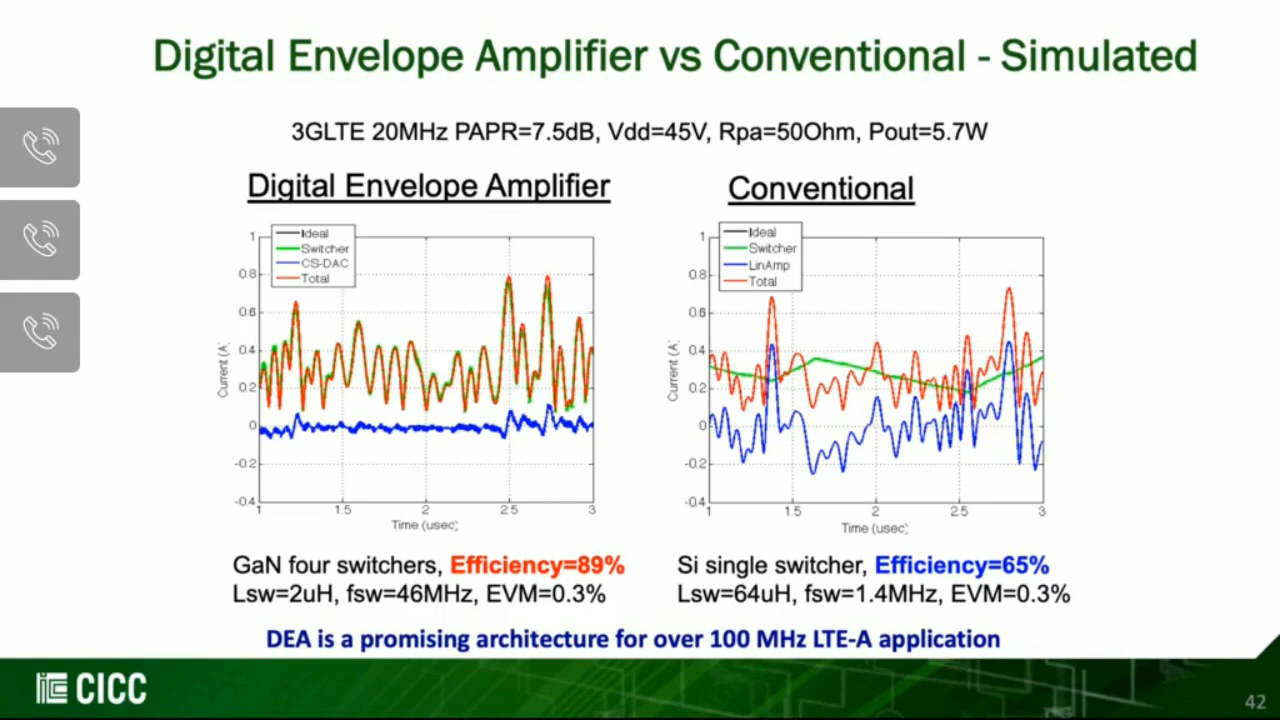 Digital Envelope Amplifier vs Conventional - Simulated
3GLTE 20MHz PAPR=7.5dB, Vdd=45V, Rpa=50Ohm, Pout=5.7W
Digital Envelope Amplifier
Ideal
Switcher
CS-DAC
Total
1
0.8
0.6
0.4
0.2
0
-0.2
-0.4
Current (A)
1 1.5 2 2.5 3
Time (usec)
GaN four switchers, Efficiency=89%
Lsw=2uH, fsw=46MHz, EVM=0.3%
Conventional
Ideal
Switcher
LinAmp
Total
1
0.8
0.6
0.4
0.2
0
-0.2
-0.4
Current (A)
1 1.5 2 2.5 3
Time (usec)
Si single switcher, Efficiency=65%
Lsw=64uH, fsw=1.4MHz, EVM=0.3%
DEA is a promising architecture for over 100 MHz LTE-A application
CICC
42